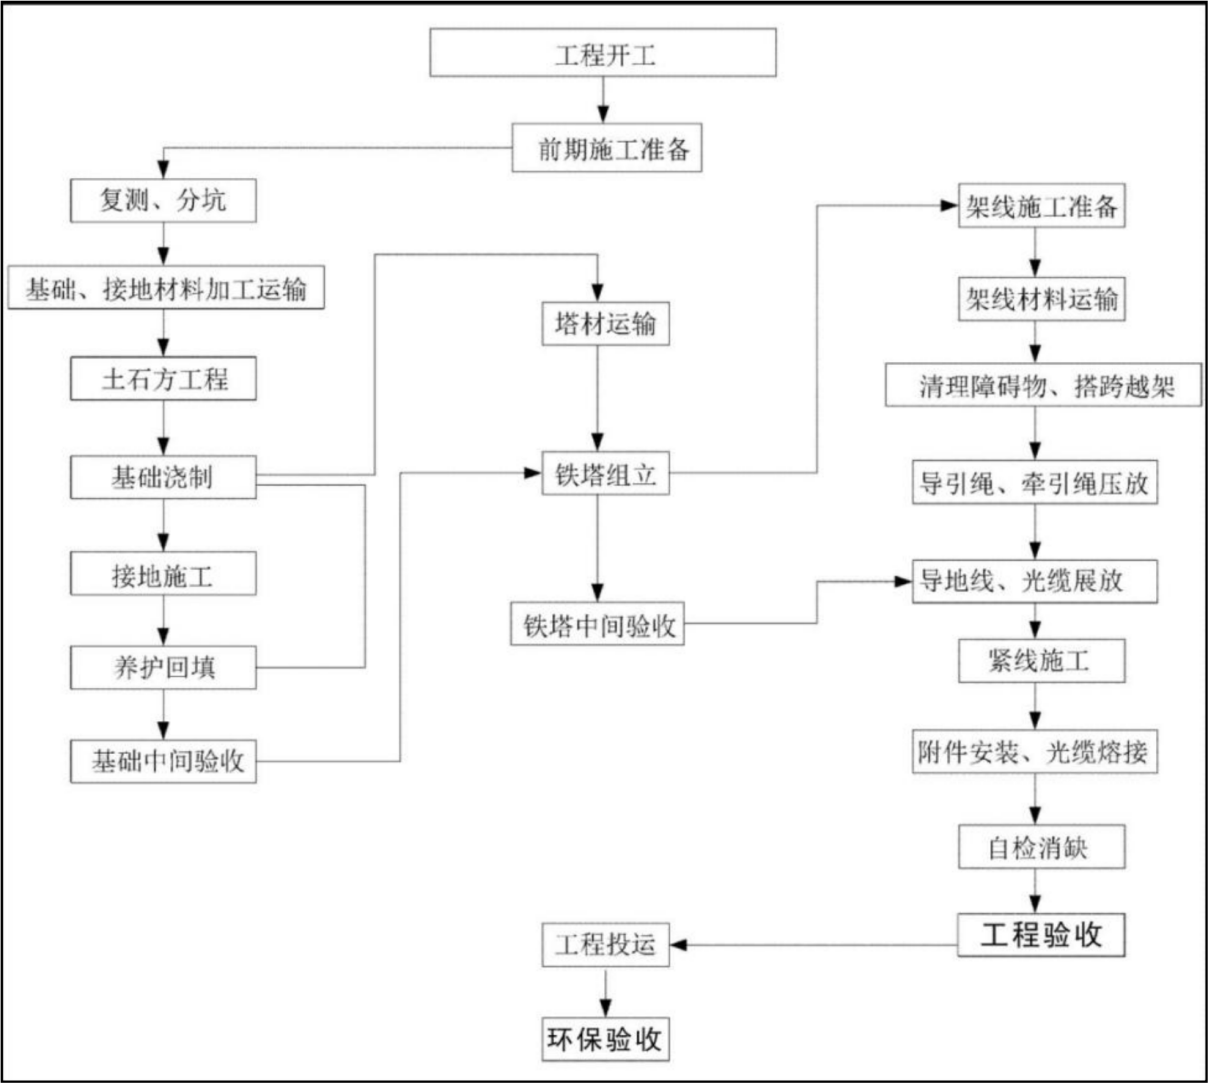 工程开工
前期施工准备
复测、分坑
基础、接地材料加工运输
土石方工程
基础浇制
接地施工
养护回填
基础中间验收
塔材运输
铁塔组立
铁塔中间验收
架线施工准备
架线材料运输
清理障碍物、搭跨越架
导引绳、牵引绳压放
导地线、光缆展放
紧线施工
附件安装、光缆熔接
自检消缺
工程验收
工程投运
环保验收